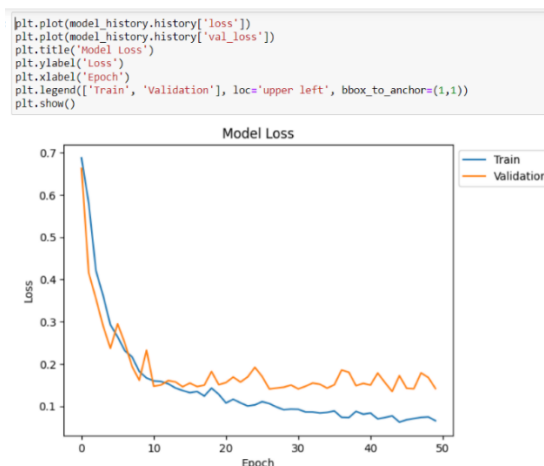 plt.plot(model_history.history['loss'])
plt.plot(model_history.history['val_loss'])
plt.title('Model Loss')
plt.ylabel('Loss')
plt.xlabel('Epoch')
plt.legend(['Train', 'Validation'], loc='upper left', bbox_to_anchor=(1,1))
plt.show()
Model Loss
Train
Validation
0.7
0.6
0.5
0.4
0.3
0.2
0.1
Loss
0 10 20 30 40 50
Epoch